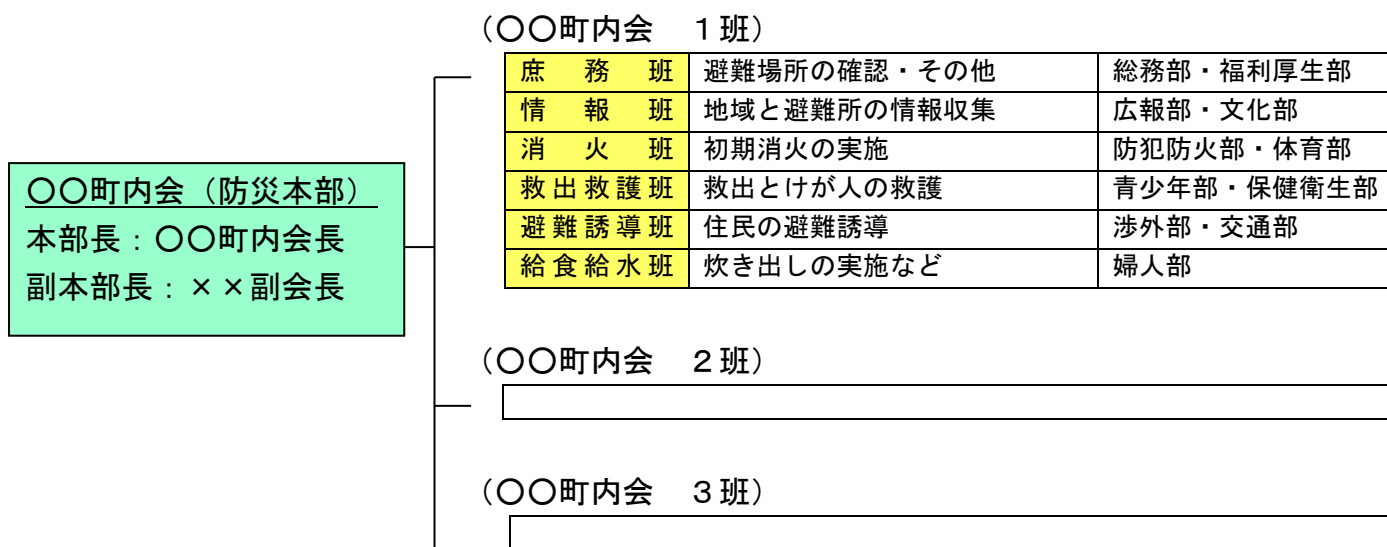 （〇〇町内会　１班）
庶務班 避難場所の確認・その他 総務部・福利厚生部
情報班 地域と避難所の情報収集 広報部・文化部
消火班 初期消火の実施 防犯防火部・体育部
救出救護班 救出とけが人の救護 青少年部・保健衛生部
避難誘導班 住民の避難誘導 渉外部・交通部
給食給水班 炊き出しの実施など 婦人部
〇〇町内会（防災本部）
本部長：〇〇町内会長
副本部長：××副会長
（〇〇町内会　２班）
（〇〇町内会　３班）